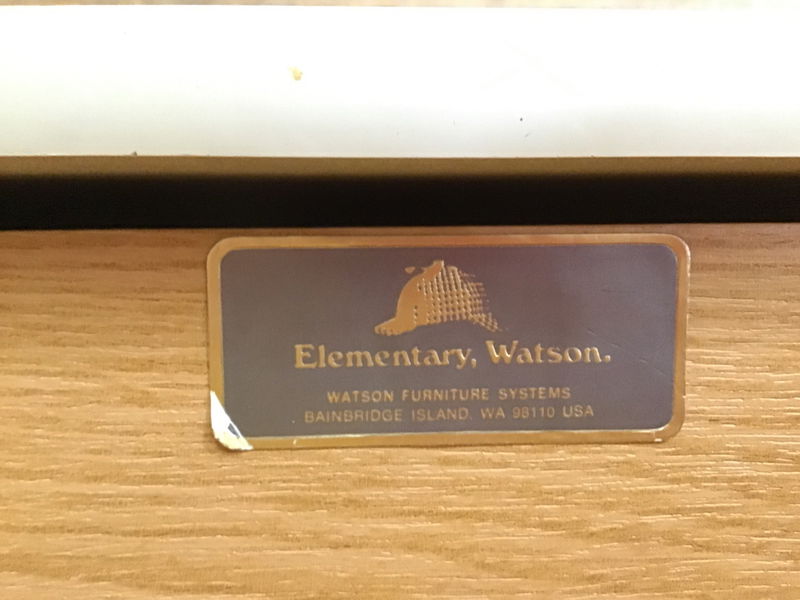 Elementary, Watson.
WATSON FURNITURE SYSTEMS
BAINBRIDGE ISLAND, WA 98110 USA